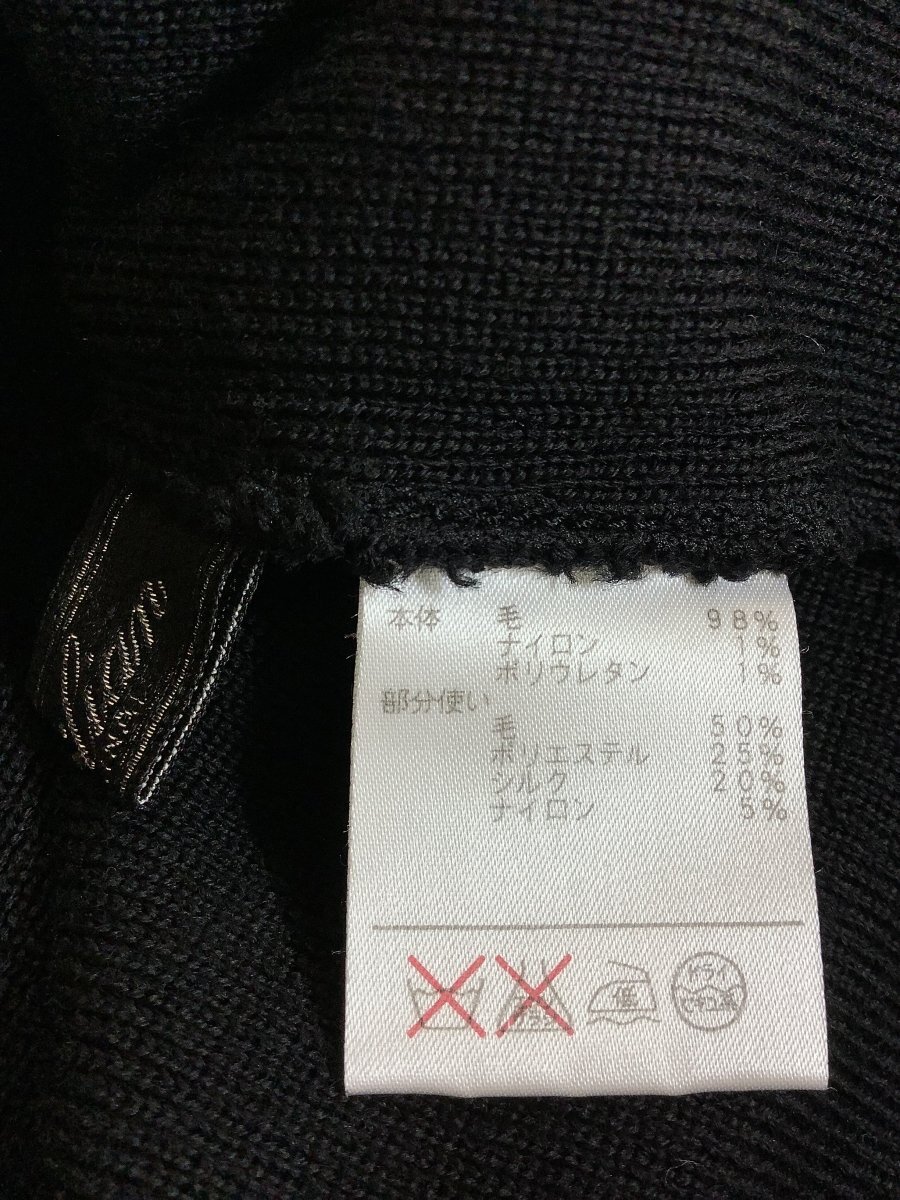 本体 毛 98%
ナイロン 1%
ポリウレタン 1%
部分使い
毛 50%
ポリエステル 25%
シルク 20%
ナイロン 5%
低
ドライ